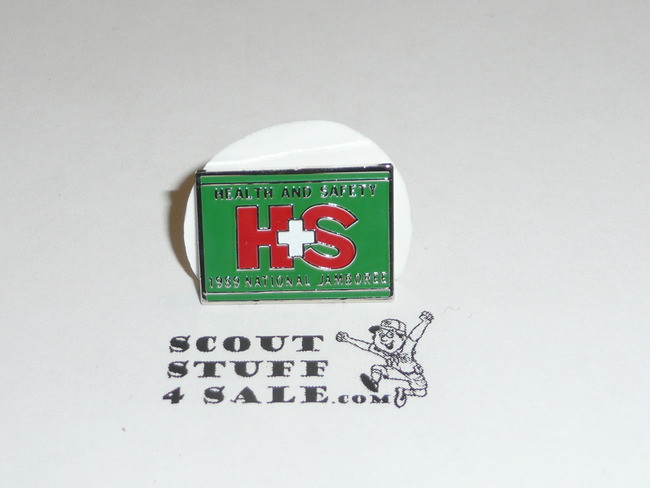 HEALTH AND SAFETY
H+S
1989 NATIONAL JAMBOREE
SCOUT
STUFF
4 SALE.COM